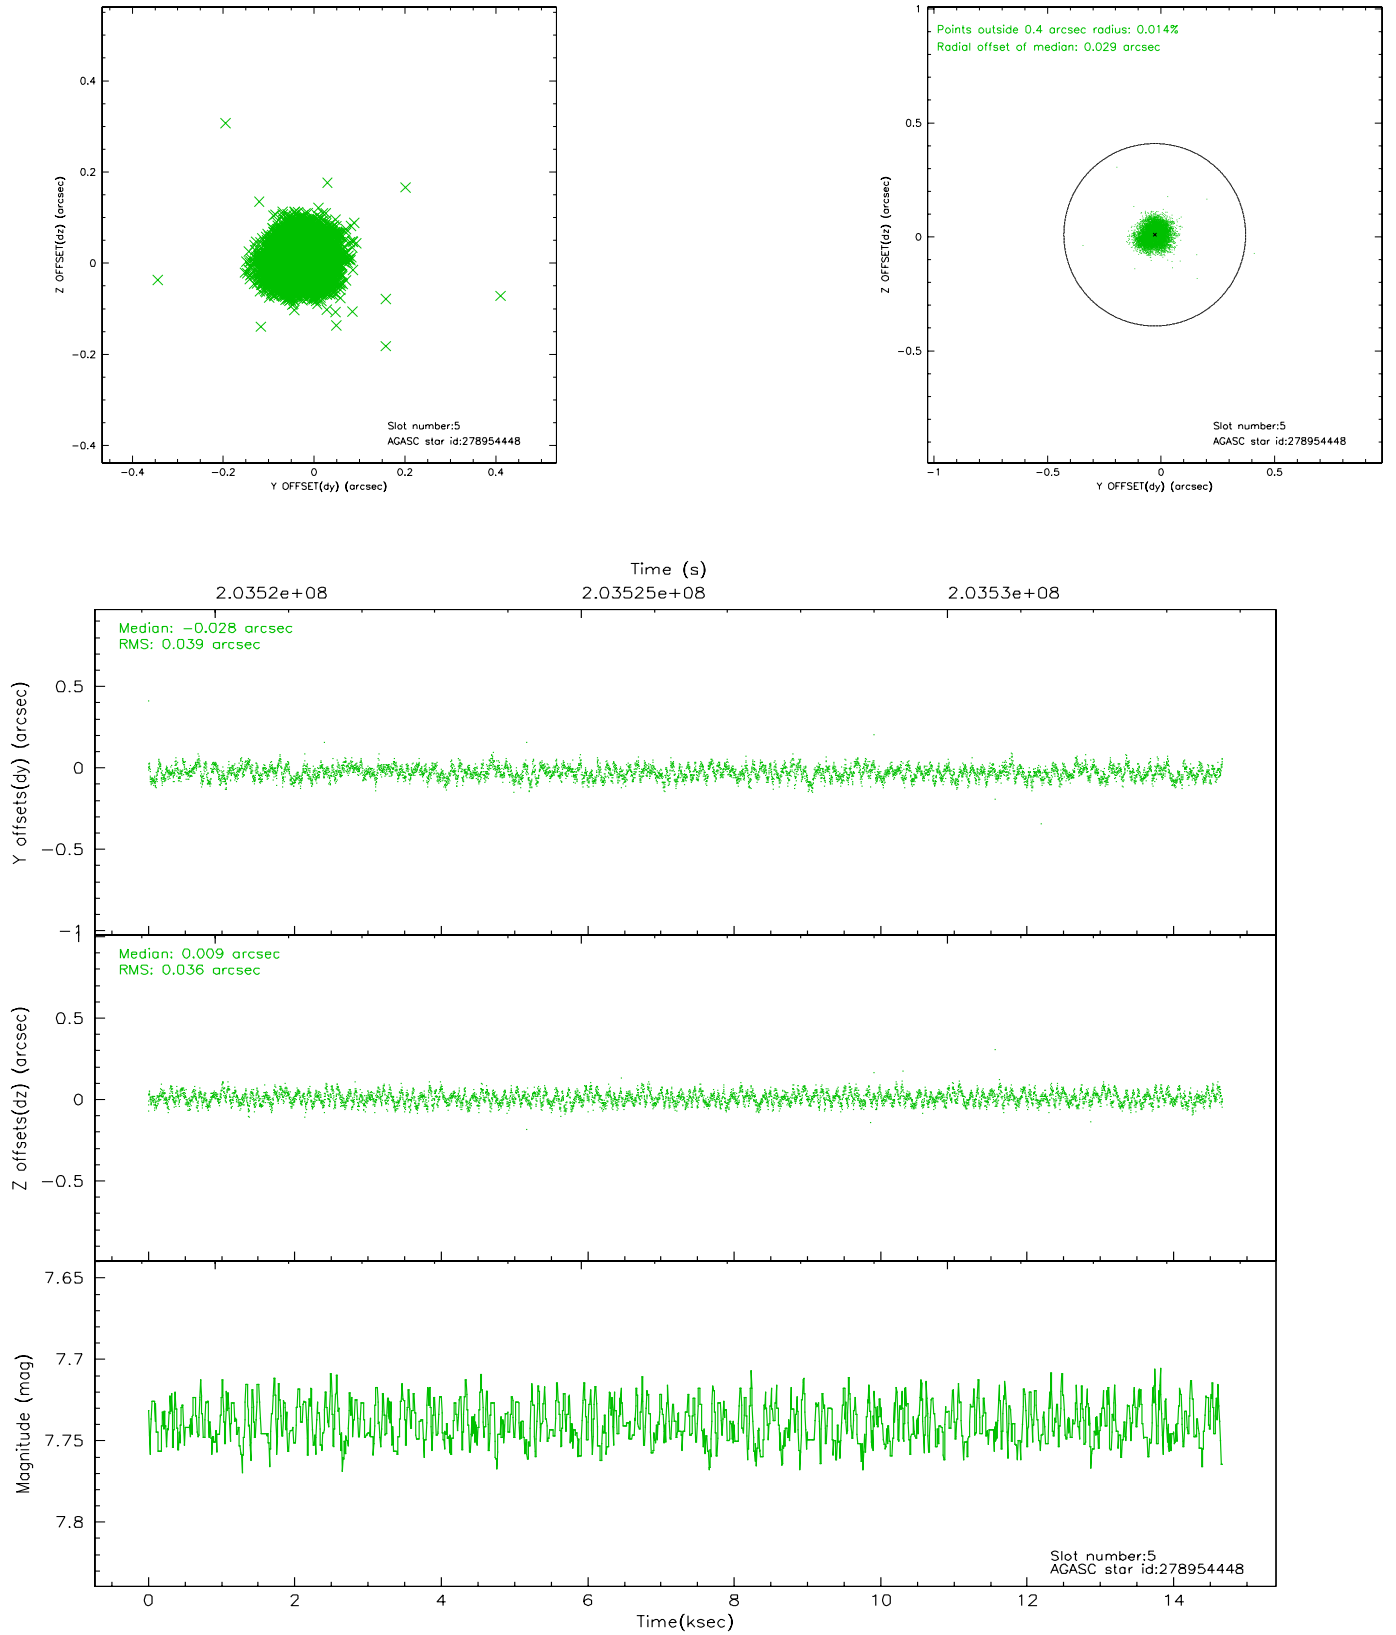 0.4
0.2
0
-0.2
-0.4
Z OFFSET(dz) (arcsec)
-0.4 -0.2 0 0.2 0.4
Y OFFSET(dy) (arcsec)
Slot number:5
AGASC star id:278954448
Points outside 0.4 arcsec radius: 0.014%
Radial offset of median: 0.029 arcsec
1
0.5
0
-0.5
Z OFFSET(dz) (arcsec)
-1 -0.5 0 0.5
Y OFFSET(dy) (arcsec)
Slot number:5
AGASC star id:278954448
Time (s)
2.0352e+08 2.03525e+08 2.0353e+08
Median: -0.028 arcsec
RMS: 0.039 arcsec
0.5
0
-0.5
-1
Y offsets(dy) (arcsec)
Median: 0.009 arcsec
RMS: 0.036 arcsec
1
0.5
0
-0.5
Z offsets(dz) (arcsec)
7.65
7.7
7.75
7.8
Magnitude (mag)
Slot number:5
AGASC star id:278954448
0 2 4 6 8 10 12 14
Time(ksec)